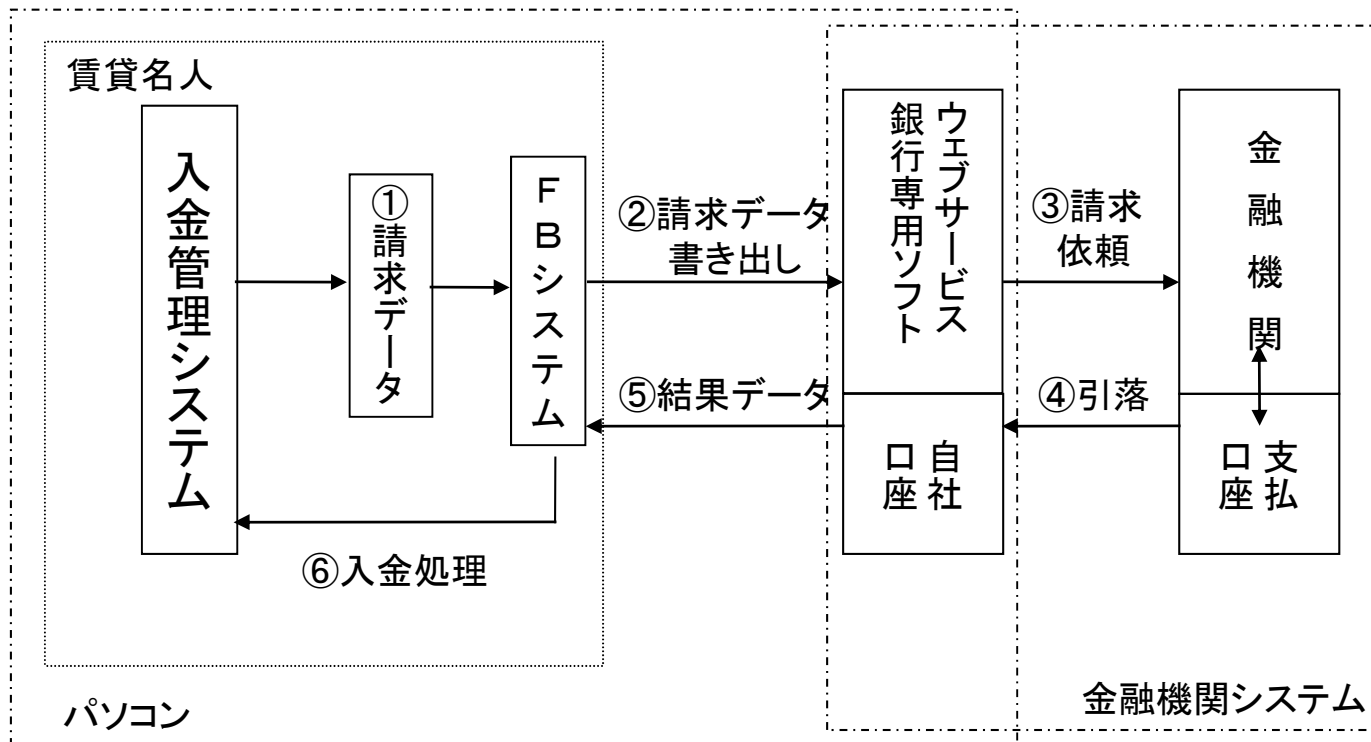 賃貸名人
入金管理システム
①請求データ
ＦＢシステム
②請求データ
書き出し
ウェブサービス
銀行専用ソフト
③請求
依頼
金融機関
⑤結果データ
④引落
自社
口座
支払
口座
⑥入金処理
パソコン
金融機関システム